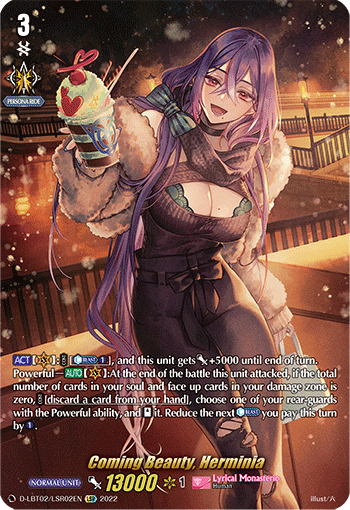 3
PERSONA RIDE
ACT【】:[BLAST 1], and this unit gets +5000 until end of turn.
Powerful—AUTO【】:At the end of the battle this unit attacked, if the total
number of cards in your soul and face up cards in your damage zone is
zero, [discard a card from your hand], choose one of your rear-guards
with the Powerful ability, and it. Reduce the next BLAST you pay this turn
by 1.
Coming Beauty, Herminia
NORMAL UNIT 13000 1 Lyrical Monasterio
Human
D-LBT02/LSR02EN LSR 2022 illust/A